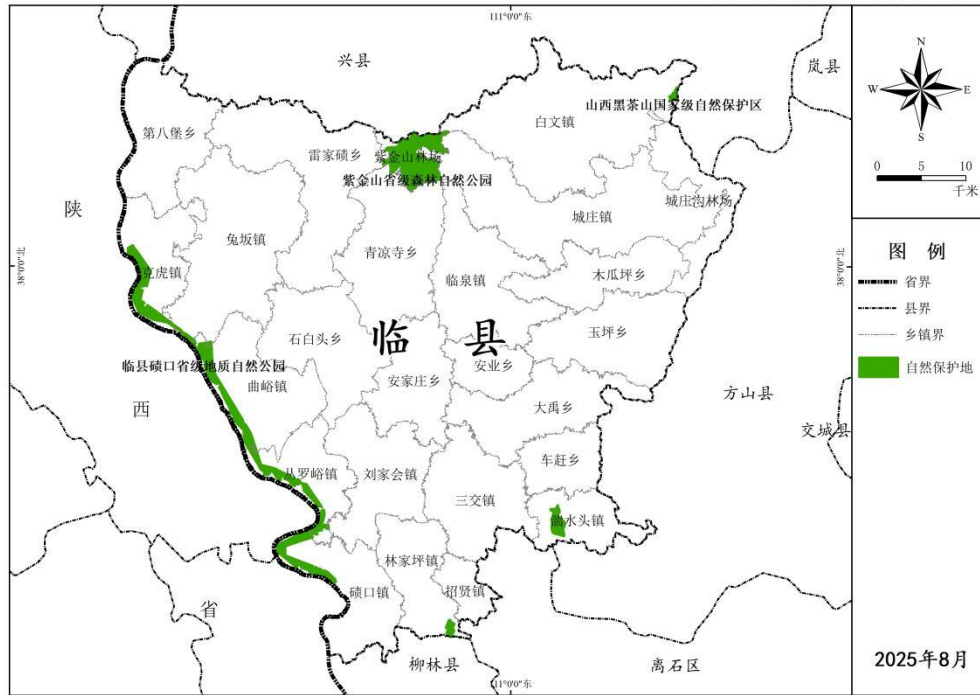 111°0'0"东
兴县
岚县
山西黑茶山国家级自然保护区
白文镇
第八堡乡
雷家碛乡
紫金山林场
紫金山省级森林自然公园
城庄沟林场
城庄镇
陕
兔坂镇
青凉寺乡
临泉镇
木瓜坪乡
克虎镇
38°0'0"北
38°0'0"北
石白头乡
临县
玉坪乡
临县碛口省级地质自然公园
曲峪镇
安家庄乡
安业乡
大禹乡
方山县
交城县
西
丛罗峪镇
刘家会镇
三交镇
车赶乡
湍水头镇
林家坪镇
碛口镇
招贤镇
省
柳林县
离石区
111°0'0"东
N
W
E
S
0 5 10
千米
图 例
省界
县界
乡镇界
自然保护地
2025年8月